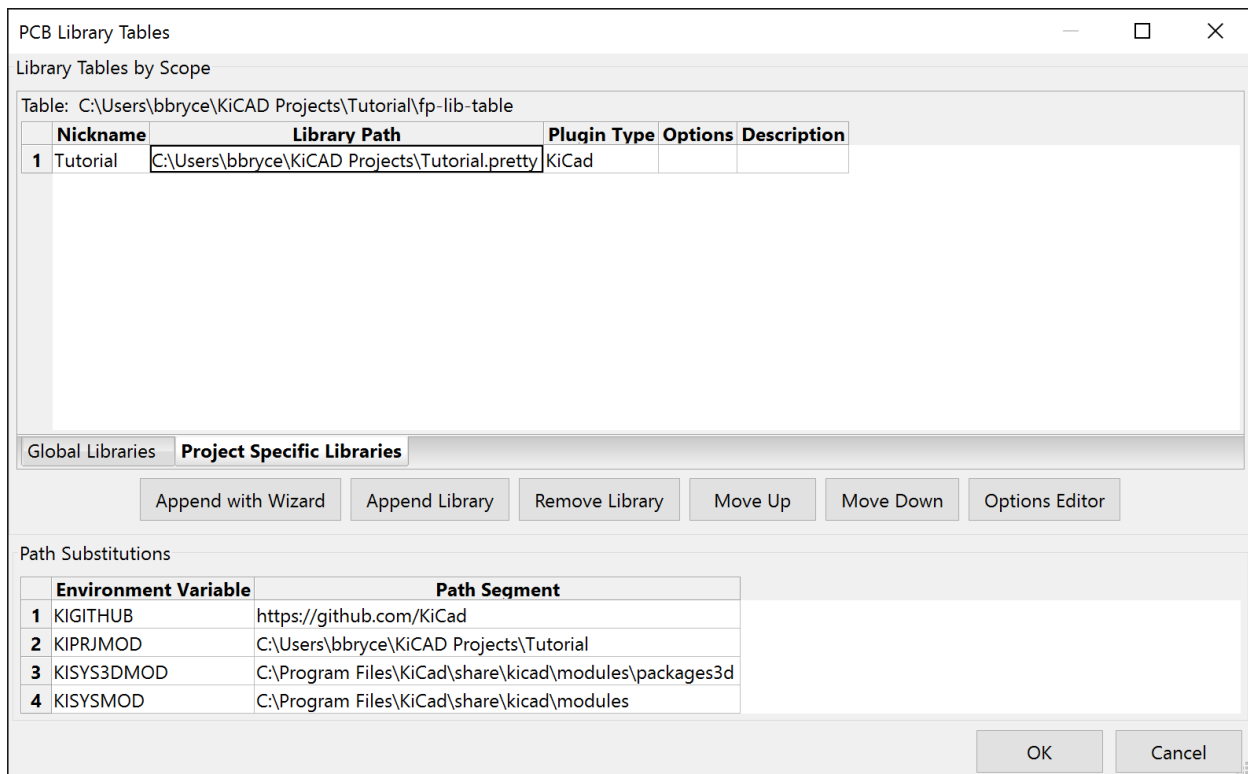 PCB Library Tables
Library Tables by Scope
Table: C:\Users\bbryce\KiCAD Projects\Tutorial\fp-lib-table
Nickname Library Path Plugin Type Options Description
1 Tutorial C:\Users\bbryce\KiCAD Projects\Tutorial.pretty KiCad
Global Libraries Project Specific Libraries
Append with Wizard Append Library Remove Library Move Up Move Down Options Editor
Path Substitutions
Environment Variable Path Segment
1 KIGITHUB https://github.com/KiCad
2 KIPRJMOD C:\Users\bbryce\KiCAD Projects\Tutorial
3 KISYS3DMOD C:\Program Files\KiCad\share\kicad\modules\packages3d
4 KISYSMOD C:\Program Files\KiCad\share\kicad\modules
OK Cancel